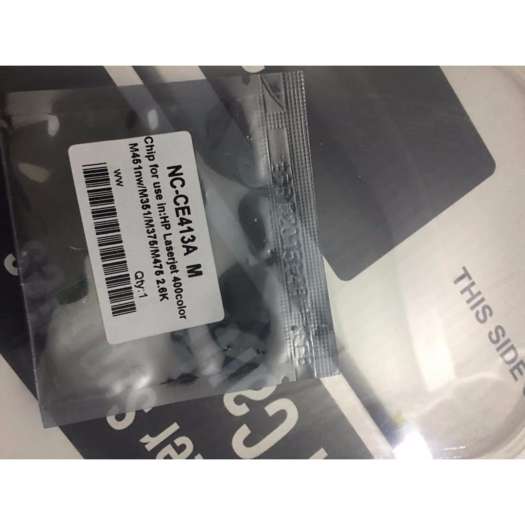 NC-CE413A M
Chip for use in:HP Laserjet 400color
M451nw/M351/M375/M475 2.6K
ww
Qty:1
THIS SIDE